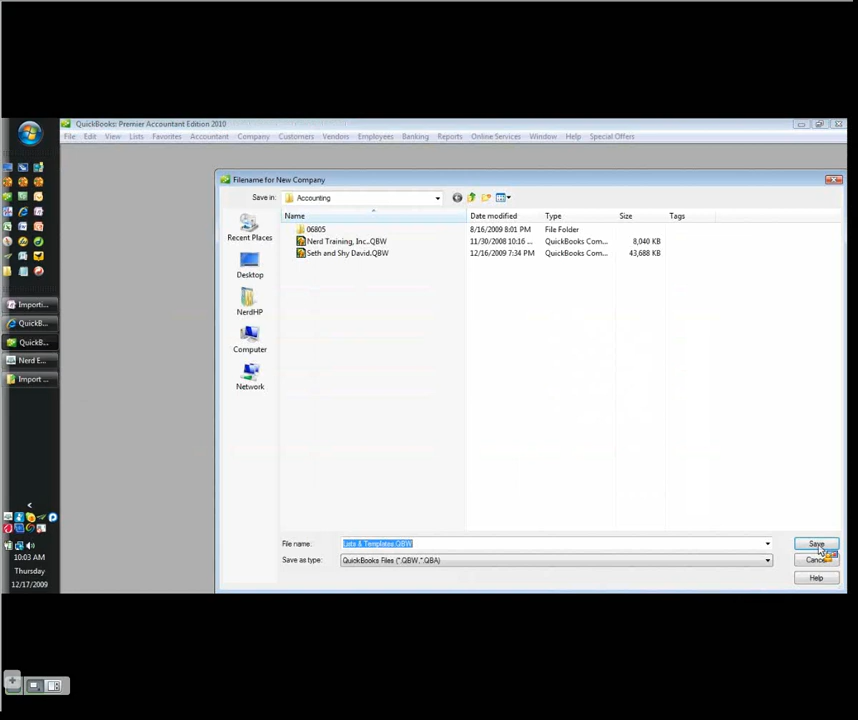 QuickBooks: Premier Accountant Edition 2010
File Edit View Lists Favorites Accountant Company Customers Vendors Employees Banking Reports Online Services Window Help Special Offers
Filename for New Company
Save in: Accounting
Name Date modified Type Size Tags
06805 8/16/2009 8:01 PM File Folder
Nerd Training, Inc..QBW 11/30/2008 10:16 ... QuickBooks Com... 8,040 KB
Seth and Shy David.QBW 12/16/2009 7:34 PM QuickBooks Com... 43,688 KB
Recent Places
Desktop
NerdHP
Computer
Network
File name: Lists & Templates.QBW Save
Save as type: QuickBooks Files (*.QBW,*.QBA) Cancel
Help
Importi...
QuickB...
QuickB...
Nerd E...
Import ...
10:03 AM
Thursday
12/17/2009